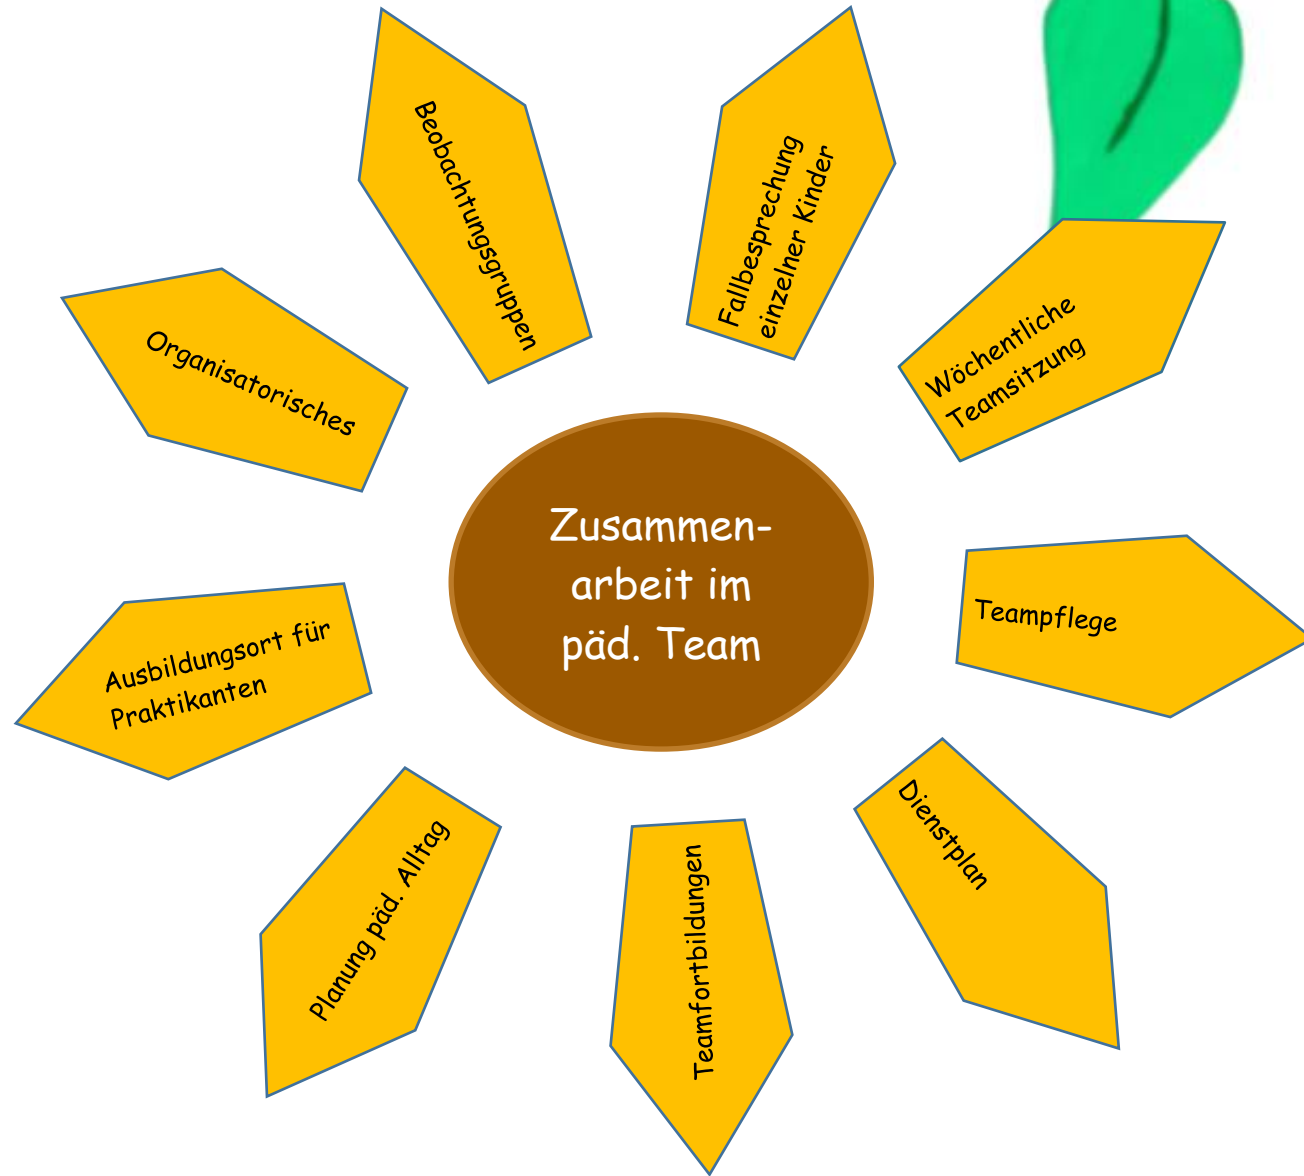 Beobachtungsgruppen
Fallbesprechung
einzelner Kinder
Wöchentliche
Teamsitzung
Organisatorisches
Zusammen-
arbeit im
päd. Team
Teampflege
Ausbildungsort für
Praktikanten
Dienstplan
Planung päd. Alltag
Teamfortbildungen